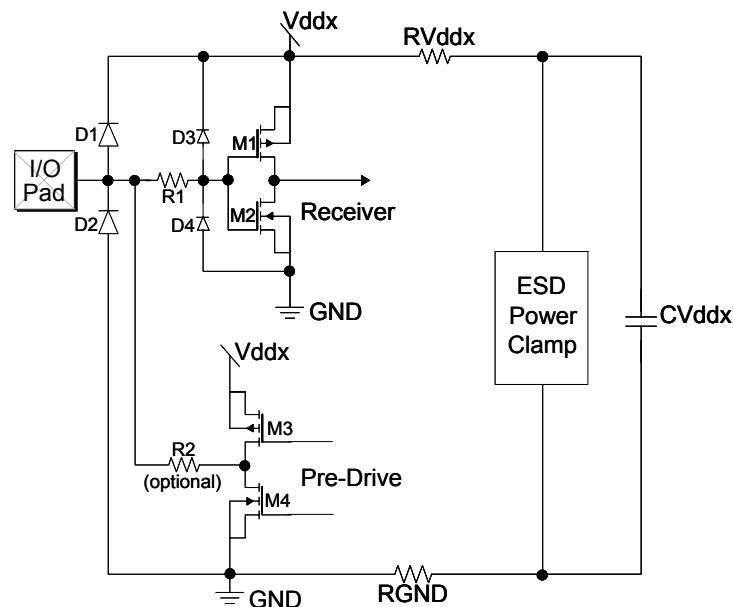 Vddx
RVddx
D1
D3
M1
I/O
Pad
R1
D2
D4
M2
Receiver
GND
ESD
Power
Clamp
CVddx
Vddx
M3
R2
(optional)
Pre-Drive
M4
GND
RGND